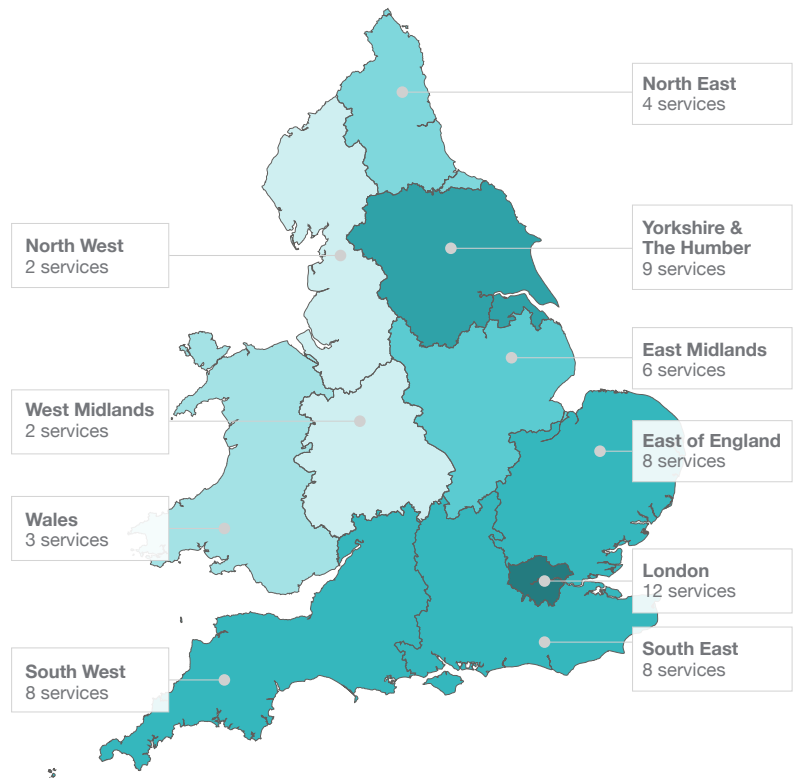 North East
4 services
Yorkshire &
The Humber
9 services
North West
2 services
East Midlands
6 services
West Midlands
2 services
East of England
8 services
Wales
3 services
London
12 services
South East
8 services
South West
8 services